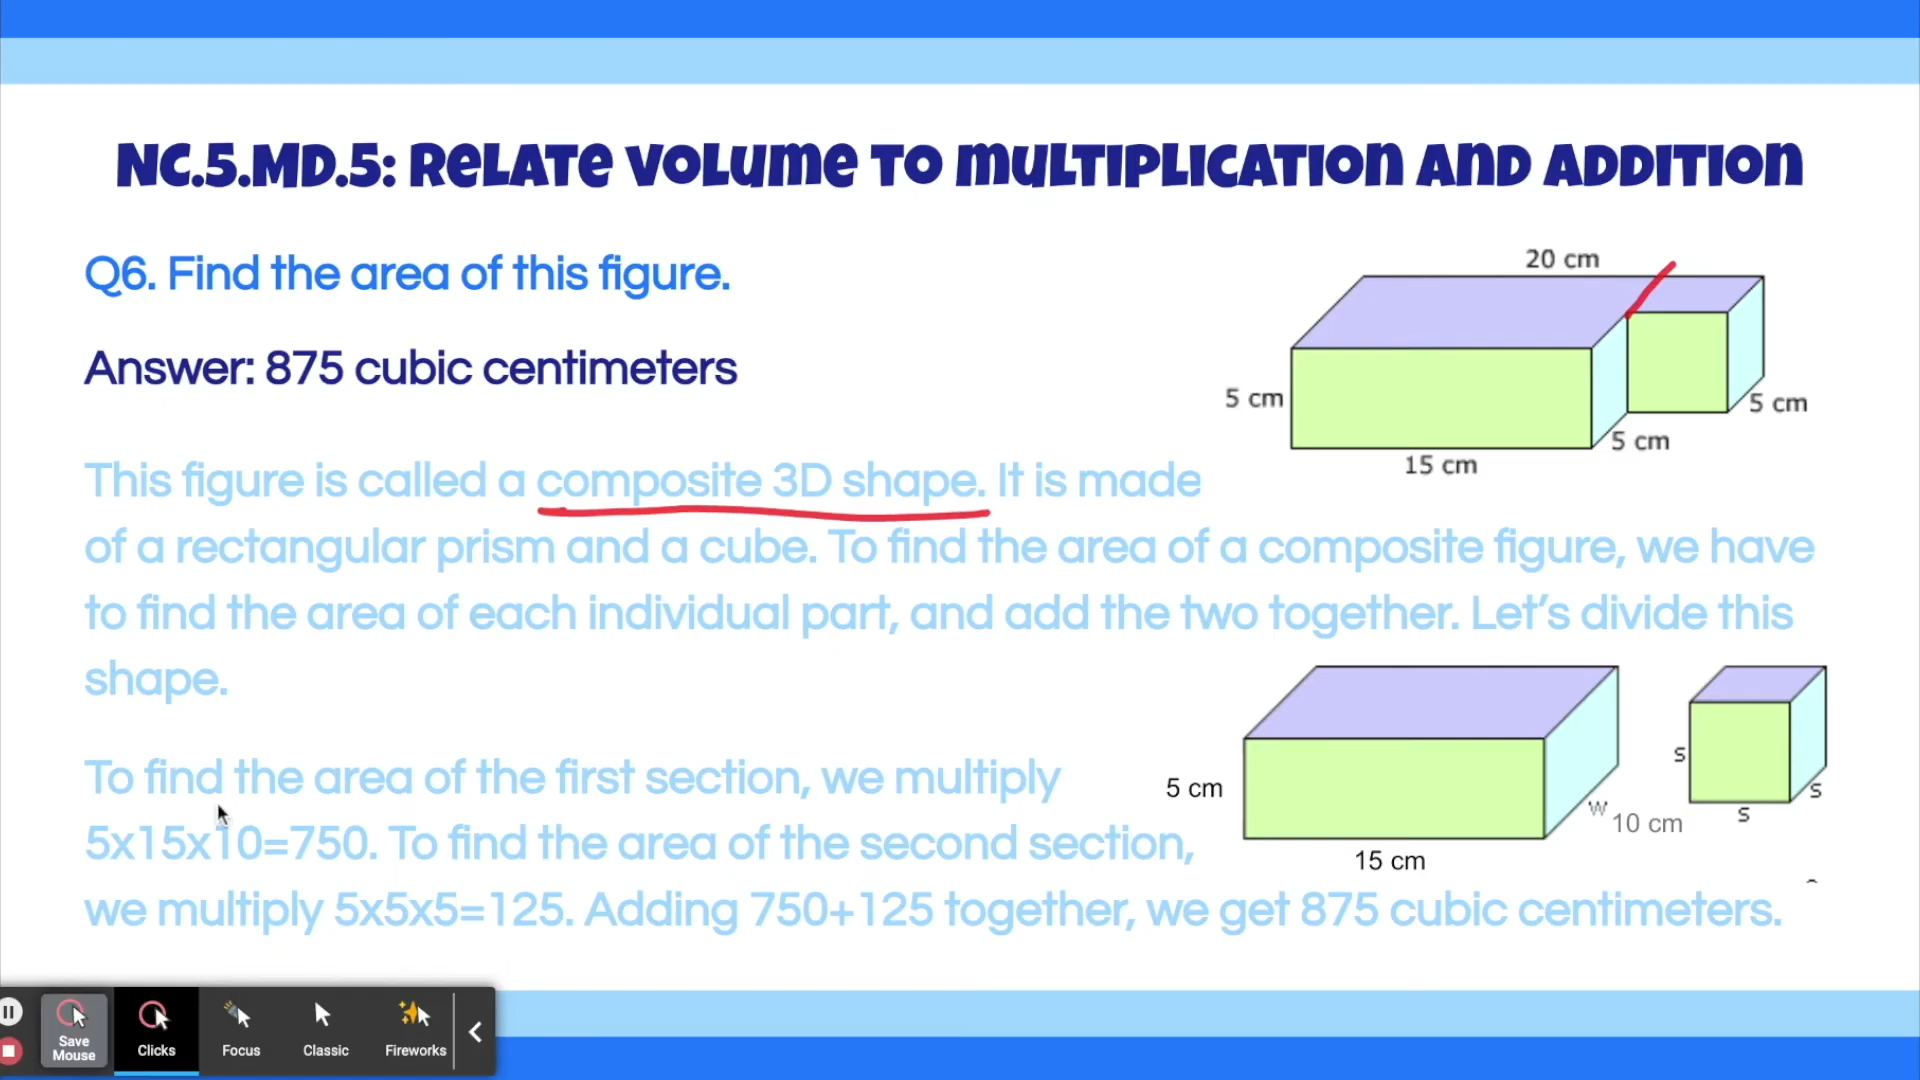 NC.5.MD.5: Relate Volume to Multiplication and Addition
Q6. Find the area of this figure.
Answer: 875 cubic centimeters
20 cm
5 cm
5 cm
5 cm
15 cm
This figure is called a composite 3D shape. It is made
of a rectangular prism and a cube. To find the area of a composite figure, we have
to find the area of each individual part, and add the two together. Let’s divide this
shape.
To find the area of the first section, we multiply
5x15x10=750. To find the area of the second section,
we multiply 5x5x5=125. Adding 750+125 together, we get 875 cubic centimeters.
5 cm
15 cm
w
10 cm
s
s
s
Save Mouse
Clicks
Focus
Classic
Fireworks